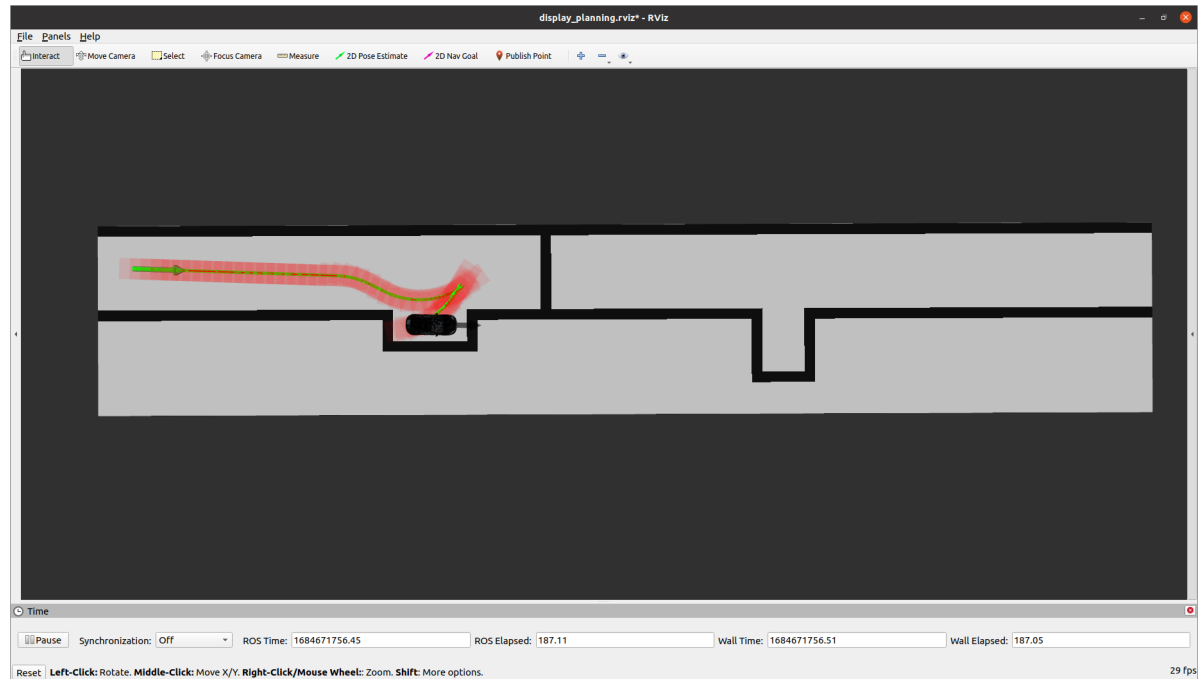 display_planning.rviz* - RViz
File Panels Help
Interact Move Camera Select Focus Camera Measure 2D Pose Estimate 2D Nav Goal Publish Point
Time
Pause Synchronization: Off ROS Time: 1684671756.45 ROS Elapsed: 187.11 Wall Time: 1684671756.51 Wall Elapsed: 187.05
Reset Left-Click: Rotate. Middle-Click: Move X/Y. Right-Click/Mouse Wheel:: Zoom. Shift: More options. 29 fps